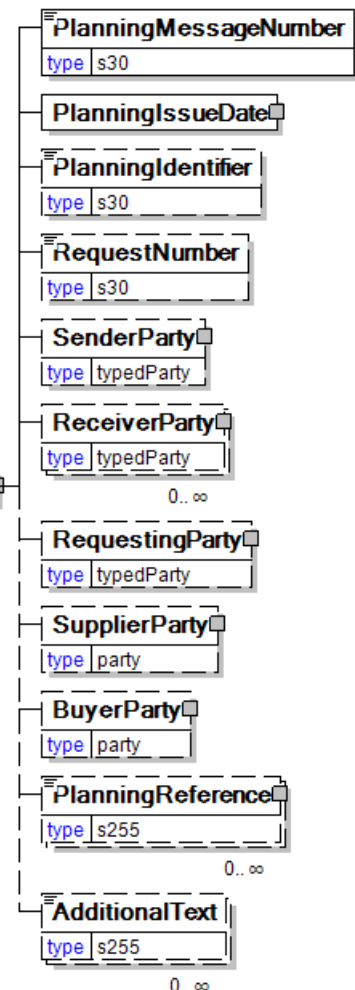 PlanningMessageNumber
type s30
PlanningIssueDate
PlanningIdentifier
type s30
RequestNumber
type s30
SenderParty
type typedParty
ReceiverParty
type typedParty
0.. ∞
RequestingParty
type typedParty
SupplierParty
type party
BuyerParty
type party
PlanningReference
type s255
0.. ∞
AdditionalText
type s255
0.. ∞